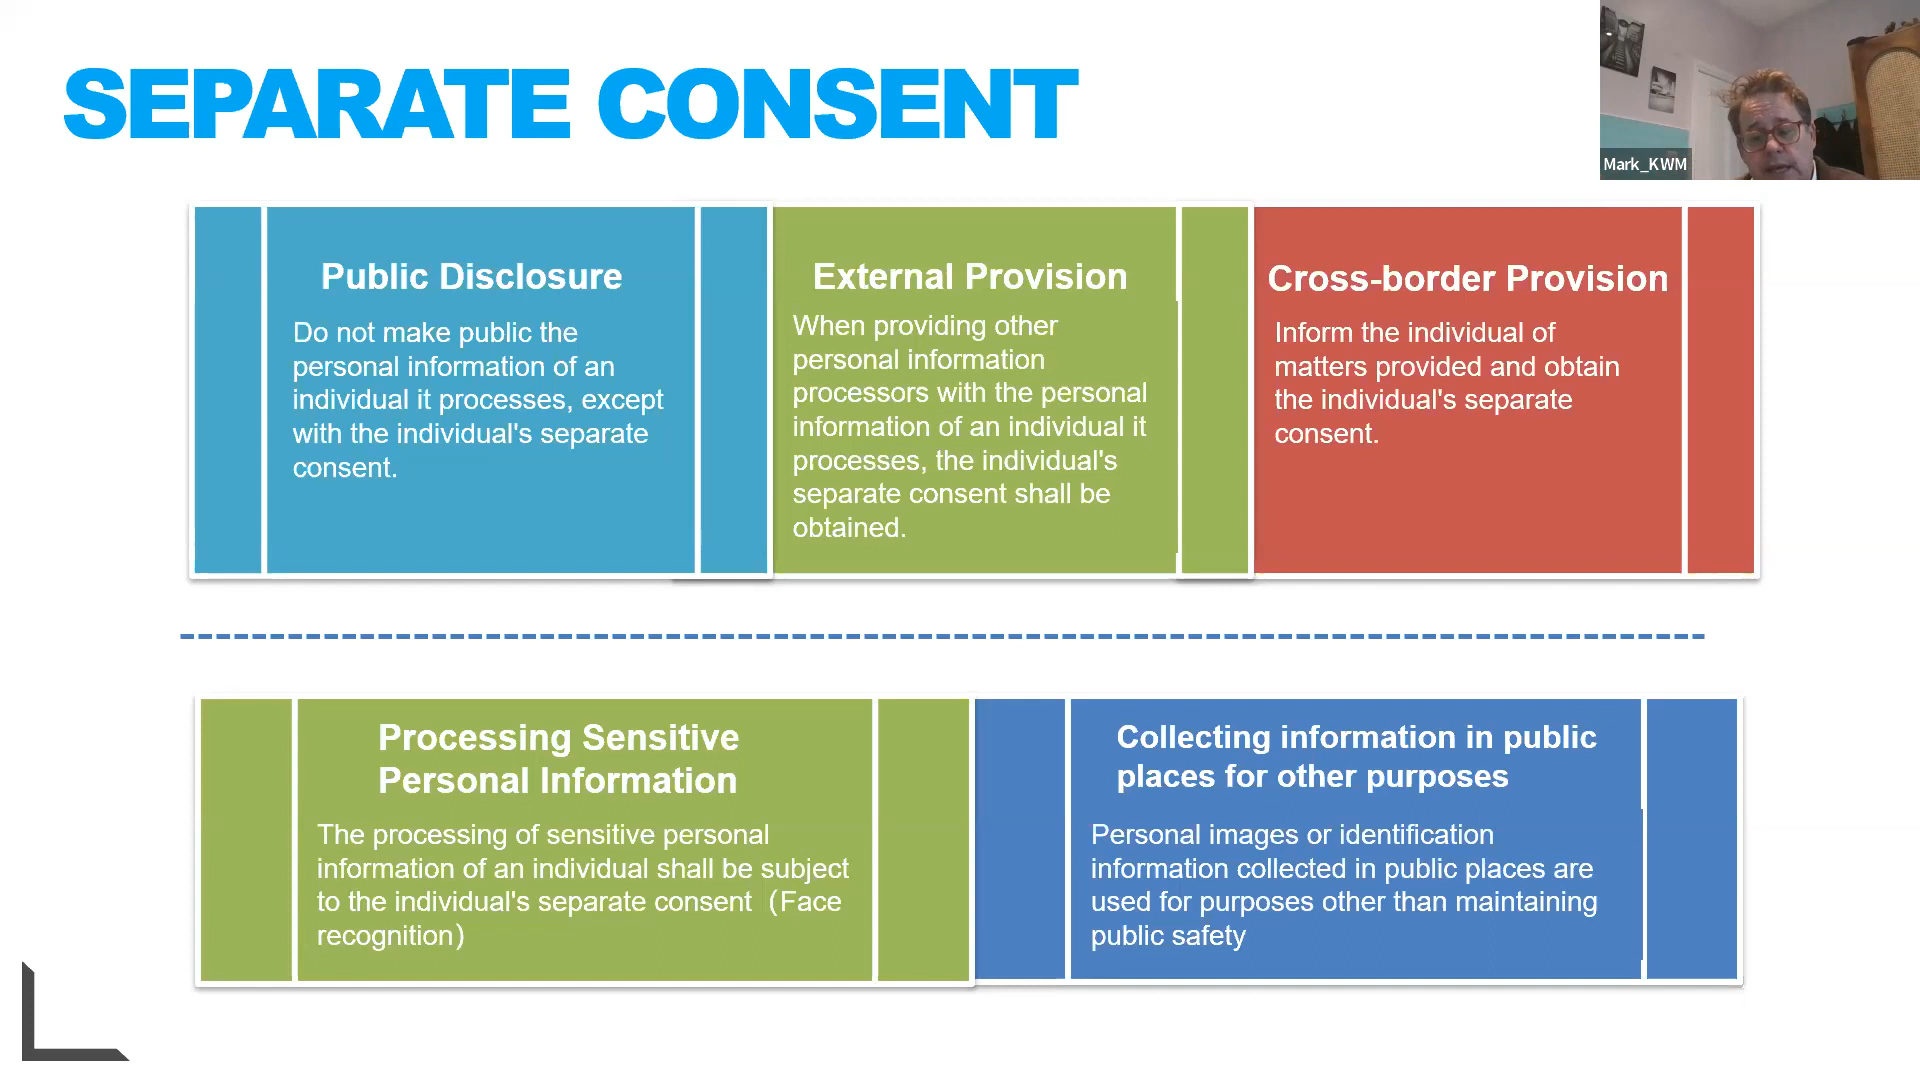 SEPARATE CONSENT
Mark_KWM
Public Disclosure
Do not make public the
personal information of an
individual it processes, except
with the individual's separate
consent.
External Provision
When providing other
personal information
processors with the personal
information of an individual it
processes, the individual's
separate consent shall be
obtained.
Cross-border Provision
Inform the individual of
matters provided and obtain
the individual's separate
consent.
Processing Sensitive
Personal Information
The processing of sensitive personal
information of an individual shall be subject
to the individual's separate consent（Face
recognition）
Collecting information in public
places for other purposes
Personal images or identification
information collected in public places are
used for purposes other than maintaining
public safety